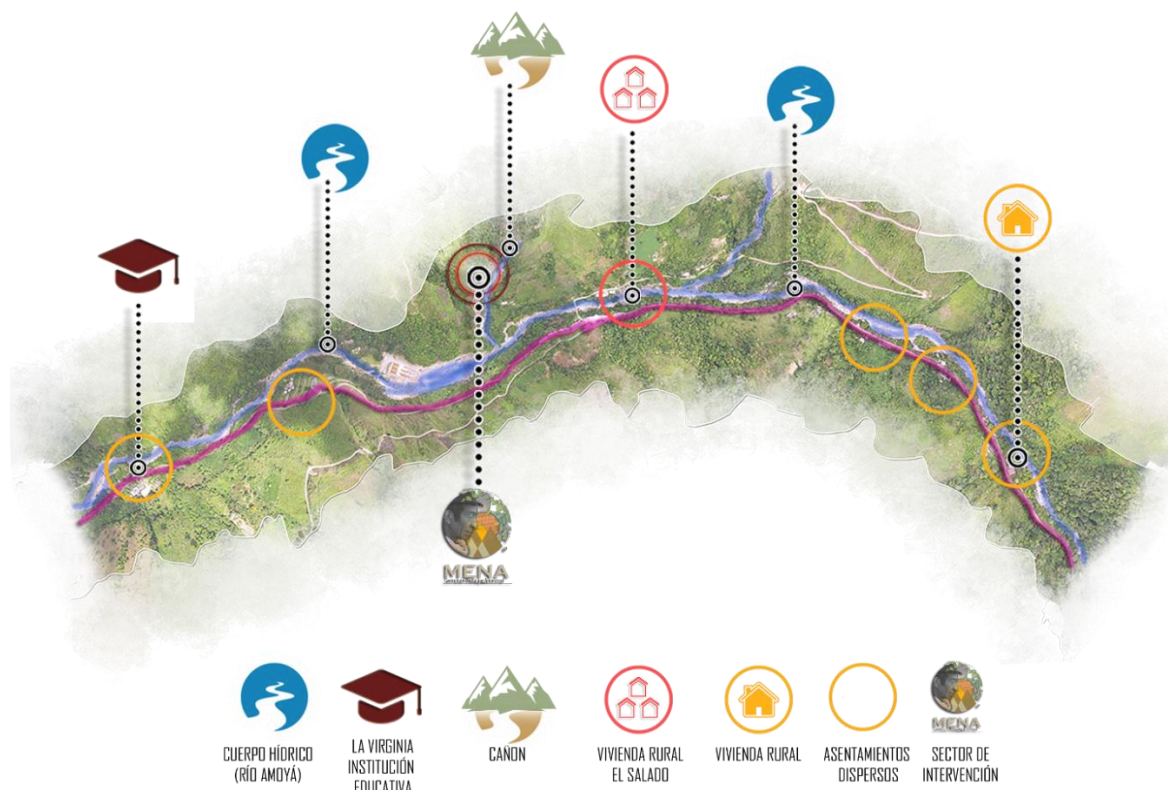 MENA
CUERPO HÍDRICO
(RÍO AMOYÁ)
LA VIRGINIA
INSTITUCIÓN
EDUCATIVA
CAÑON
VIVIENDA RURAL
EL SALADO
VIVIENDA RURAL
ASENTAMIENTOS
DISPERSOS
MENA
SECTOR DE
INTERVENCIÓN